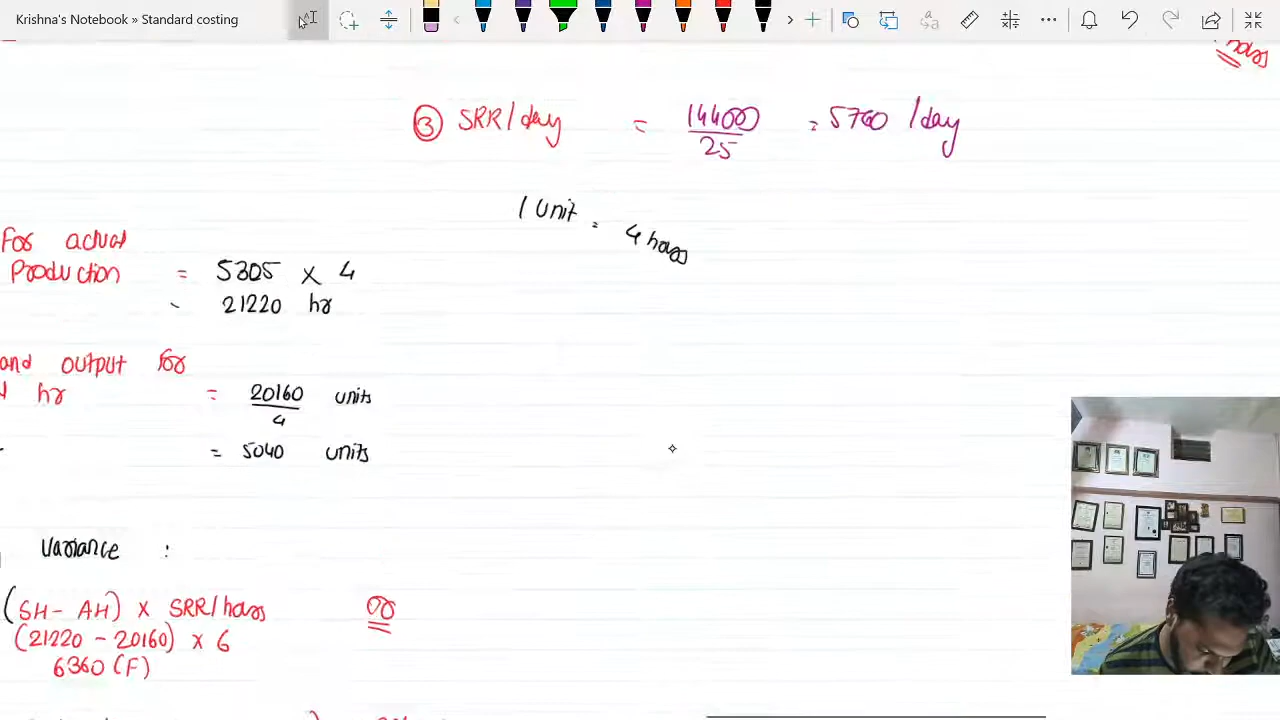 Krishna's Notebook » Standard costing
hours
③ SRR/day = 14400/25 = 5760 /day
1 Unit = 4 hours
For actual
Production = 5305 x 4
21220 hr
and output for
hr = 20160/4 units
= 5040 units
Variance :
(SH- AH) x SRR/hours or
(21220 - 20160) x 6
6360 (F)